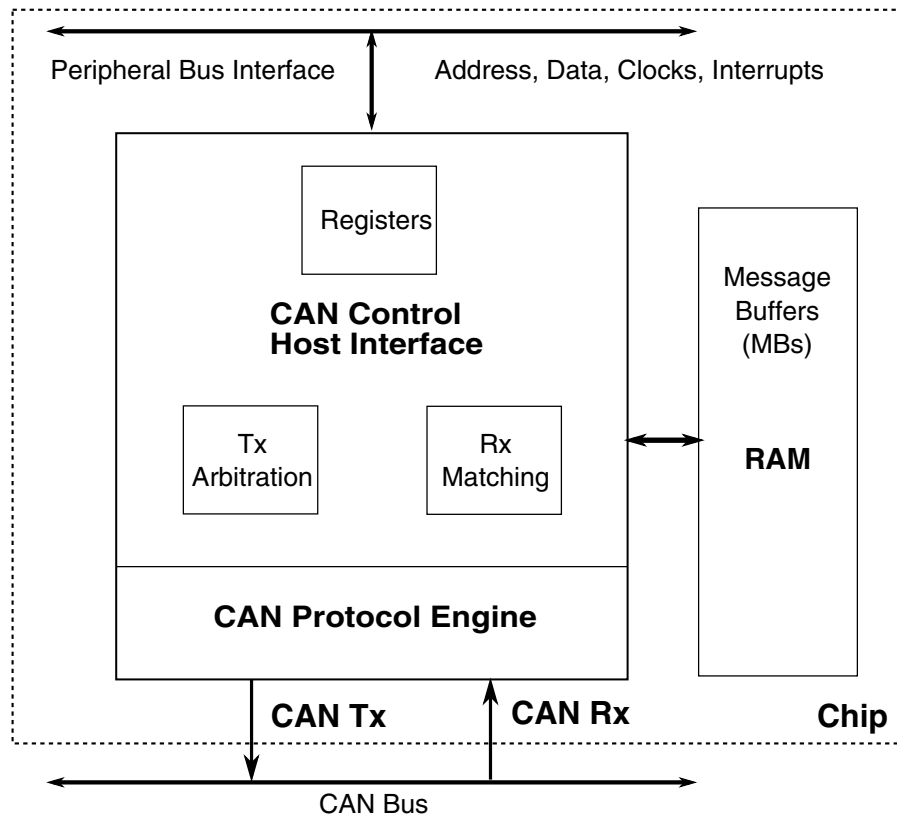 Peripheral Bus Interface
Address, Data, Clocks, Interrupts
Registers
CAN Control
Host Interface
Message
Buffers
(MBs)
Tx
Arbitration
Rx
Matching
RAM
CAN Protocol Engine
CAN Tx
CAN Rx
Chip
CAN Bus